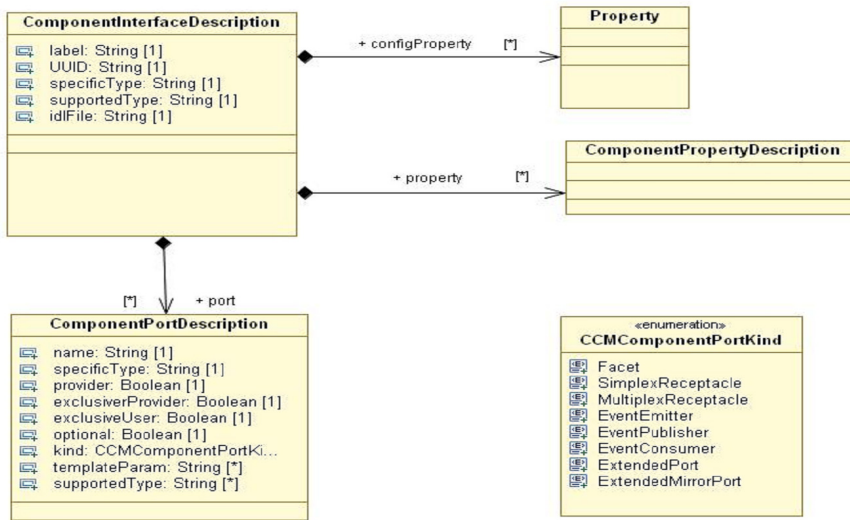 ComponentInterfaceDescription
label: String [1]
UUID: String [1]
specificType: String [1]
supportedType: String [1]
idlFile: String [1]
+ configProperty [*]
Property
+ property [*]
ComponentPropertyDescription
[*] + port
ComponentPortDescription
name: String [1]
specificType: String [1]
provider: Boolean [1]
exclusiverProvider: Boolean [1]
exclusiveUser: Boolean [1]
optional: Boolean [1]
kind: CCMComponentPortKi...
templateParam: String [*]
supportedType: String [*]
«enumeration»
CCMComponentPortKind
Facet
SimplexReceptacle
MultiplexReceptacle
EventEmitter
EventPublisher
EventConsumer
ExtendedPort
ExtendedMirrorPort